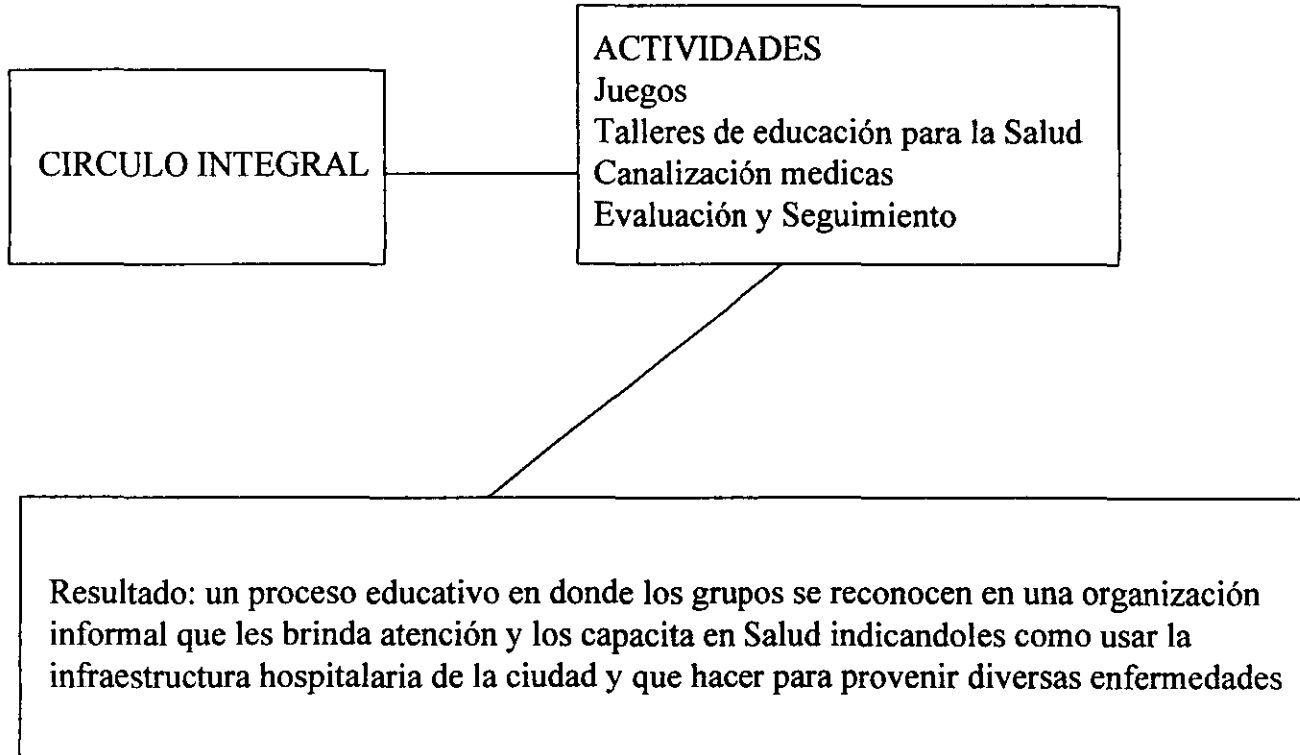 CIRCULO INTEGRAL
ACTIVIDADES
Juegos
Talleres de educación para la Salud
Canalización medicas
Evaluación y Seguimiento
Resultado: un proceso educativo en donde los grupos se reconocen en una organización
informal que les brinda atención y los capacita en Salud indicandoles como usar la
infraestructura hospitalaria de la ciudad y que hacer para provenir diversas enfermedades